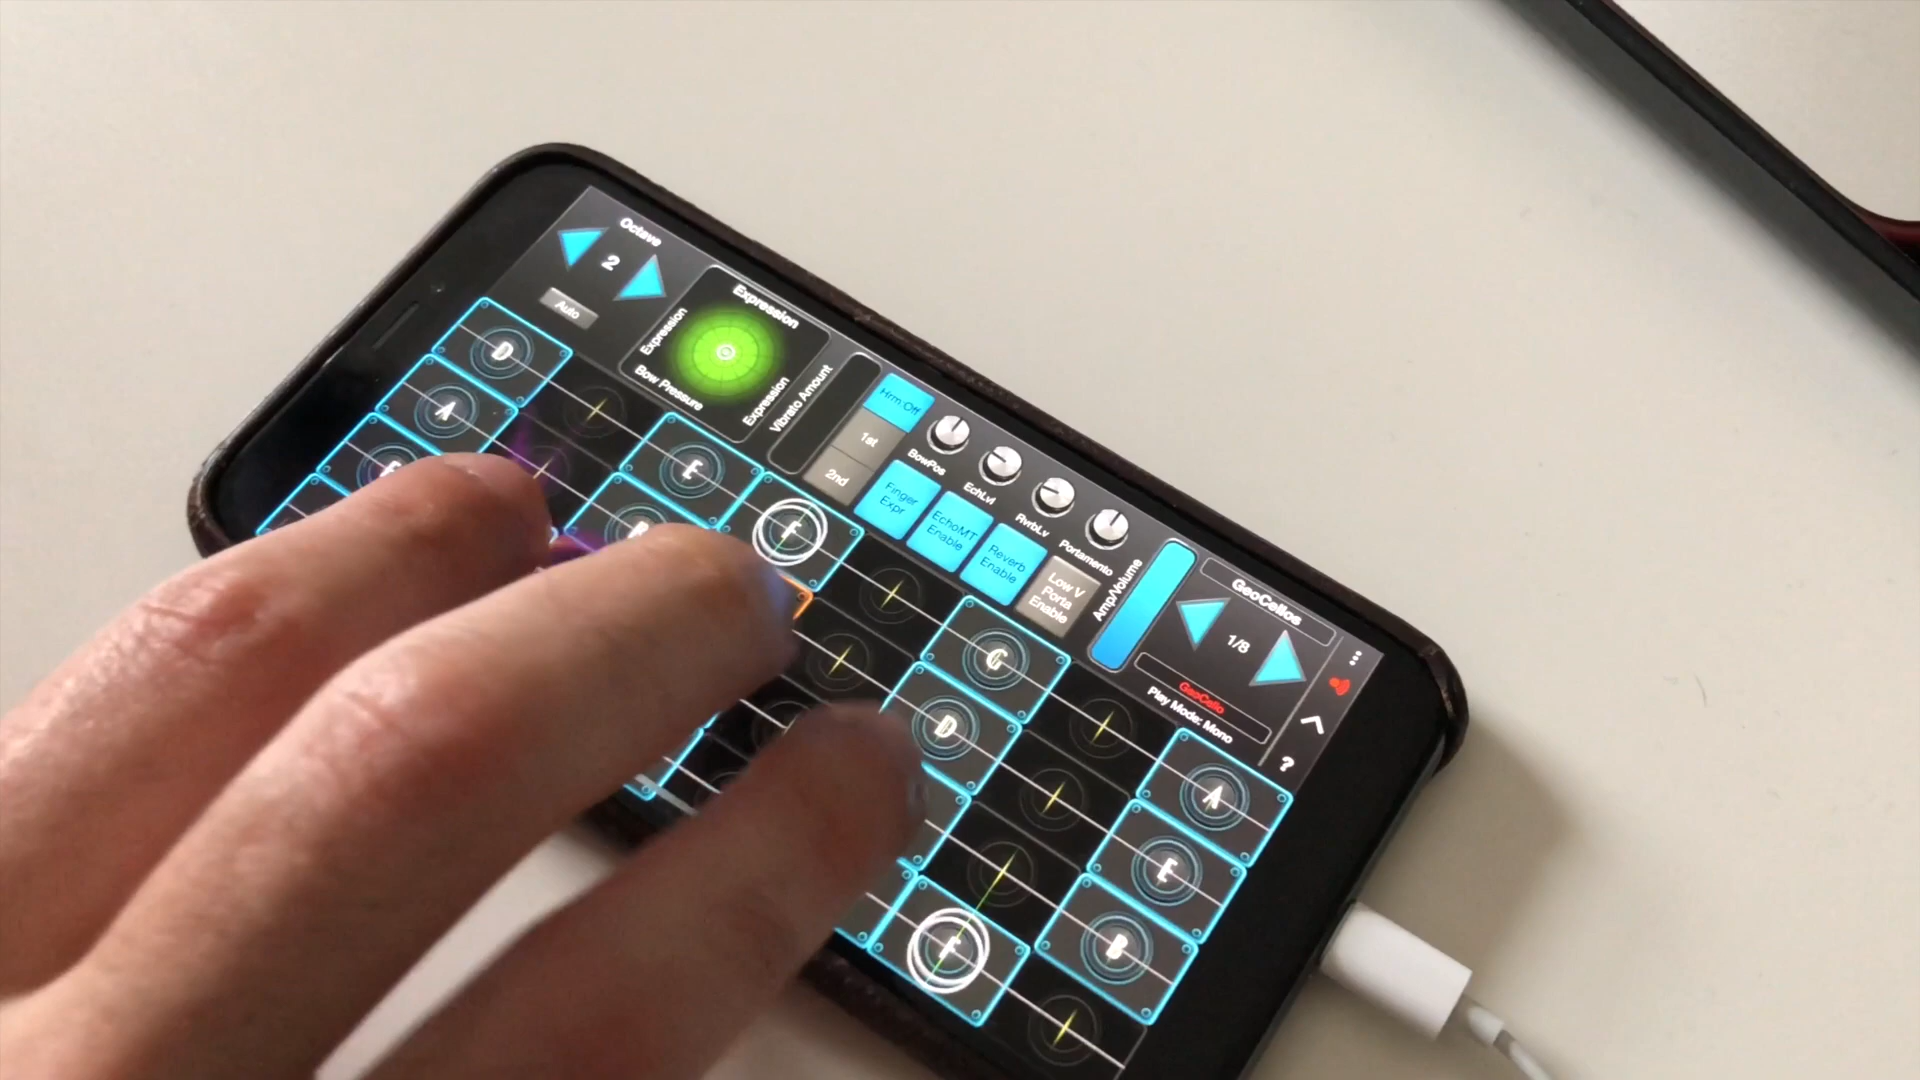 Octave
2
Auto
Expression
Expression
Bow Pressure
Expression
Vibrato Amount
Hrm:Off
1st
2nd
BowPos
EchLvl
RvrbLv
Portamento
Finger
Expr
EchoMT
Enable
Reverb
Enable
Low V
Porta
Enable
Amp/Volume
GeoCellos
1/8
GeoCello
Play Mode: Mono
?
D
E
F
G
A
A
D
E
B
F